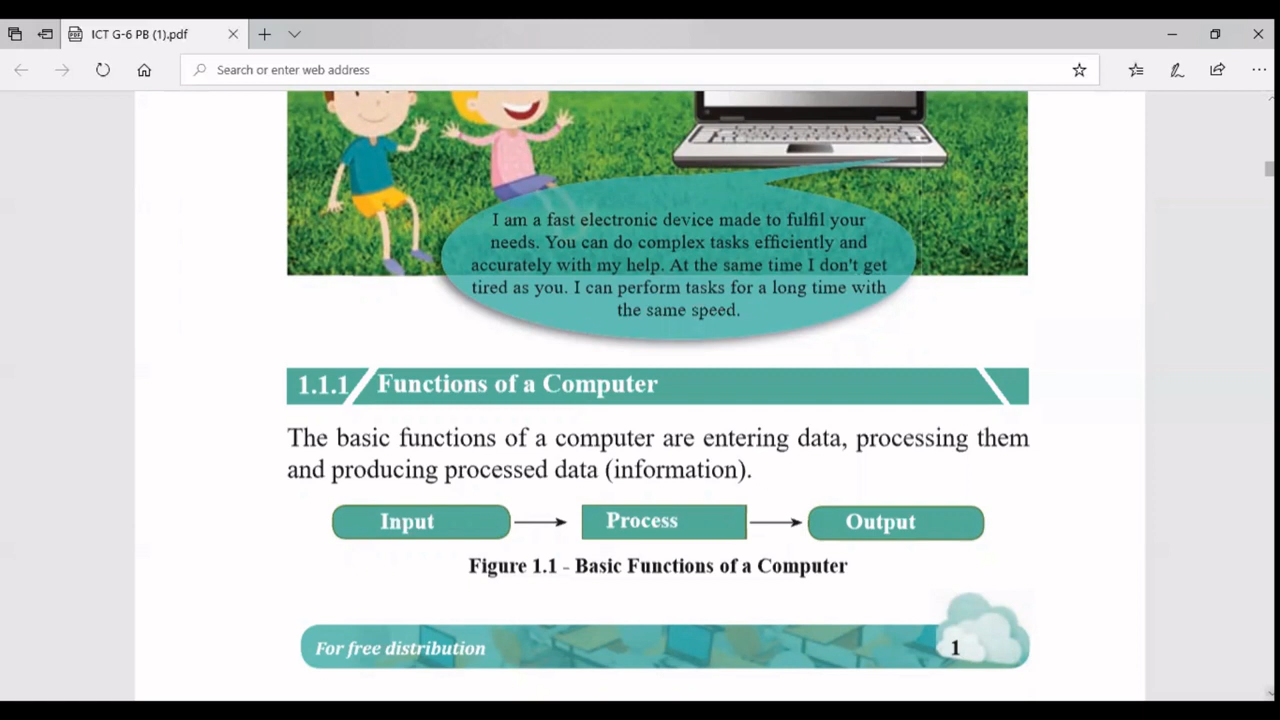 ICT G-6 PB (1).pdf
Search or enter web address
I am a fast electronic device made to fulfil your
needs. You can do complex tasks efficiently and
accurately with my help. At the same time I don't get
tired as you. I can perform tasks for a long time with
the same speed.
1.1.1 Functions of a Computer
The basic functions of a computer are entering data, processing them
and producing processed data (information).
Input Process Output
Figure 1.1 - Basic Functions of a Computer
For free distribution 1